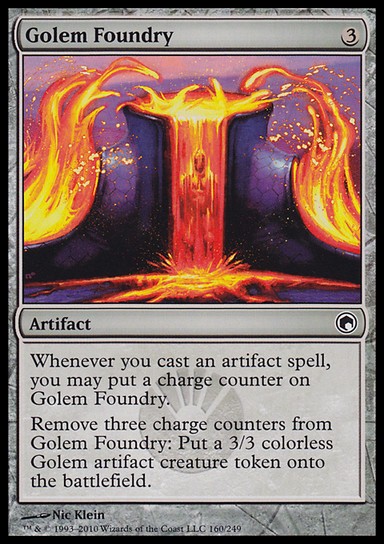 Golem Foundry 3
Artifact
Whenever you cast an artifact spell,
you may put a charge counter on
Golem Foundry.
Remove three charge counters from
Golem Foundry: Put a 3/3 colorless
Golem artifact creature token onto
the battlefield.
Nic Klein
™ & © 1993–2010 Wizards of the Coast LLC 160/249